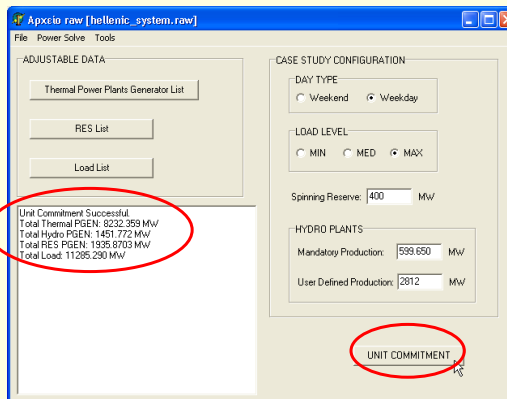 Αρχείο raw [hellenic_system.raw]
File Power Solve Tools
ADJUSTABLE DATA
Thermal Power Plants Generator List
RES List
Load List
Unit Commitment Successful.
Total Thermal PGEN: 8232.359 MW
Total Hydro PGEN: 1451.772 MW
Total RES PGEN: 1935.8703 MW
Total Load: 11285.290 MW
CASE STUDY CONFIGURATION
DAY TYPE
Weekend Weekday
LOAD LEVEL
MIN MED MAX
Spinning Reserve: 400 MW
HYDRO PLANTS
Mandatory Production: 599.650 MW
User Defined Production: 2812 MW
UNIT COMMITMENT